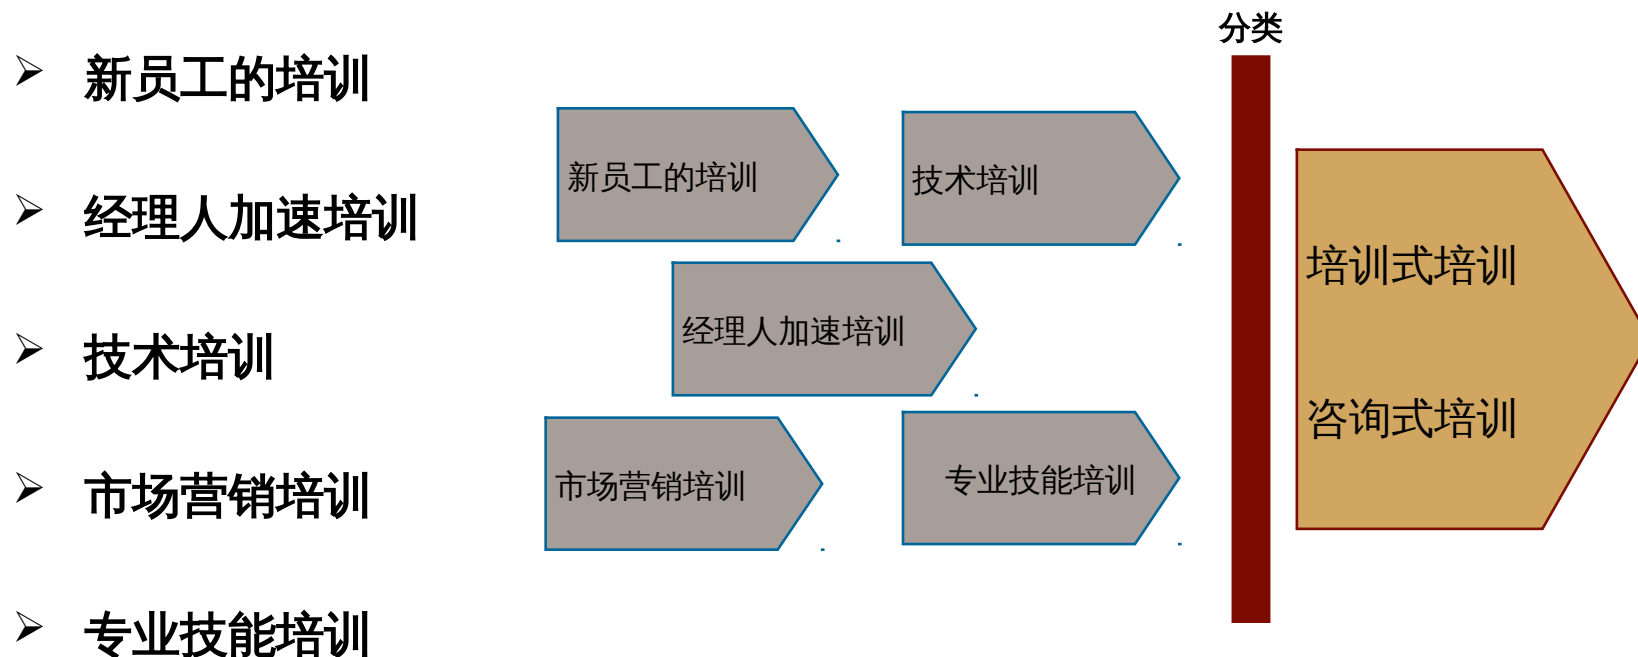 新员工的培训
经理人加速培训
技术培训
市场营销培训
专业技能培训
新员工的培训
技术培训
经理人加速培训
市场营销培训
专业技能培训
分类
培训式培训
咨询式培训